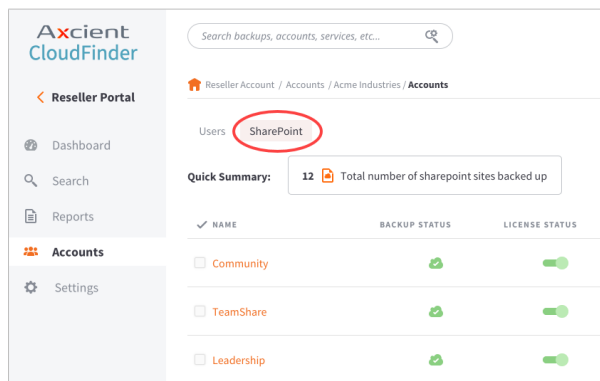 Axcient
CloudFinder
Search backups, accounts, services, etc...
Reseller Account / Accounts / Acme Industries / Accounts
Reseller Portal
Users SharePoint
Dashboard
Quick Summary: 12 Total number of sharepoint sites backed up
Search
Reports
NAME BACKUP STATUS LICENSE STATUS
Accounts
Community
Settings
TeamShare
Leadership